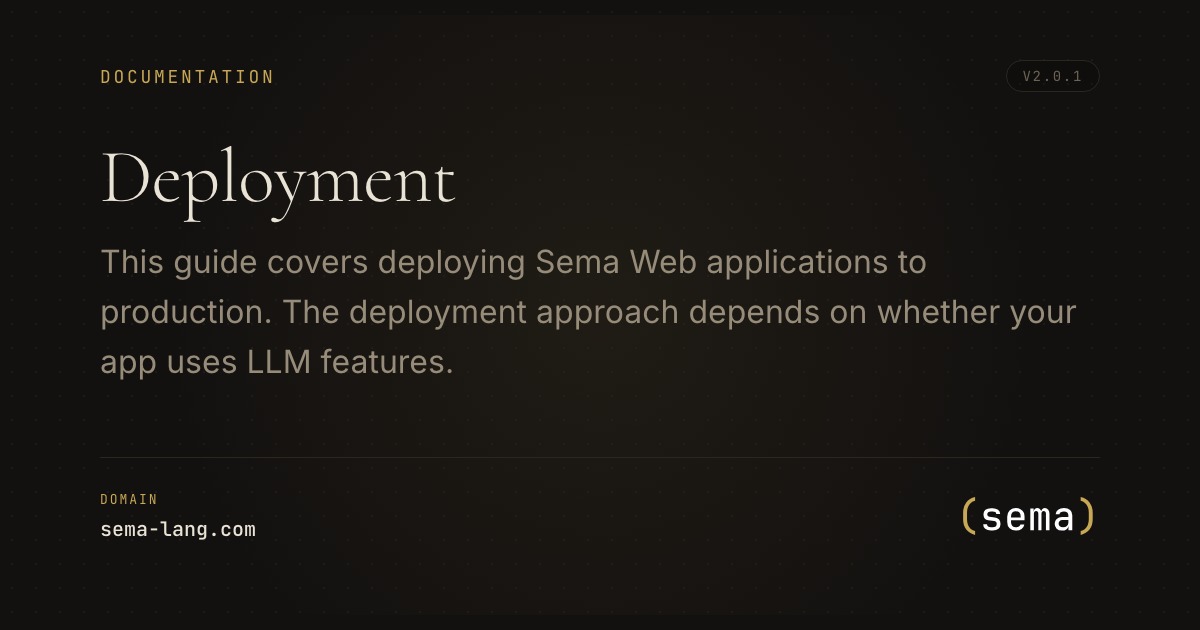 DOCUMENTATION
V2.0.1
Deployment
This guide covers deploying Sema Web applications to
production. The deployment approach depends on whether your
app uses LLM features.
DOMAIN
sema-lang.com
(sema)